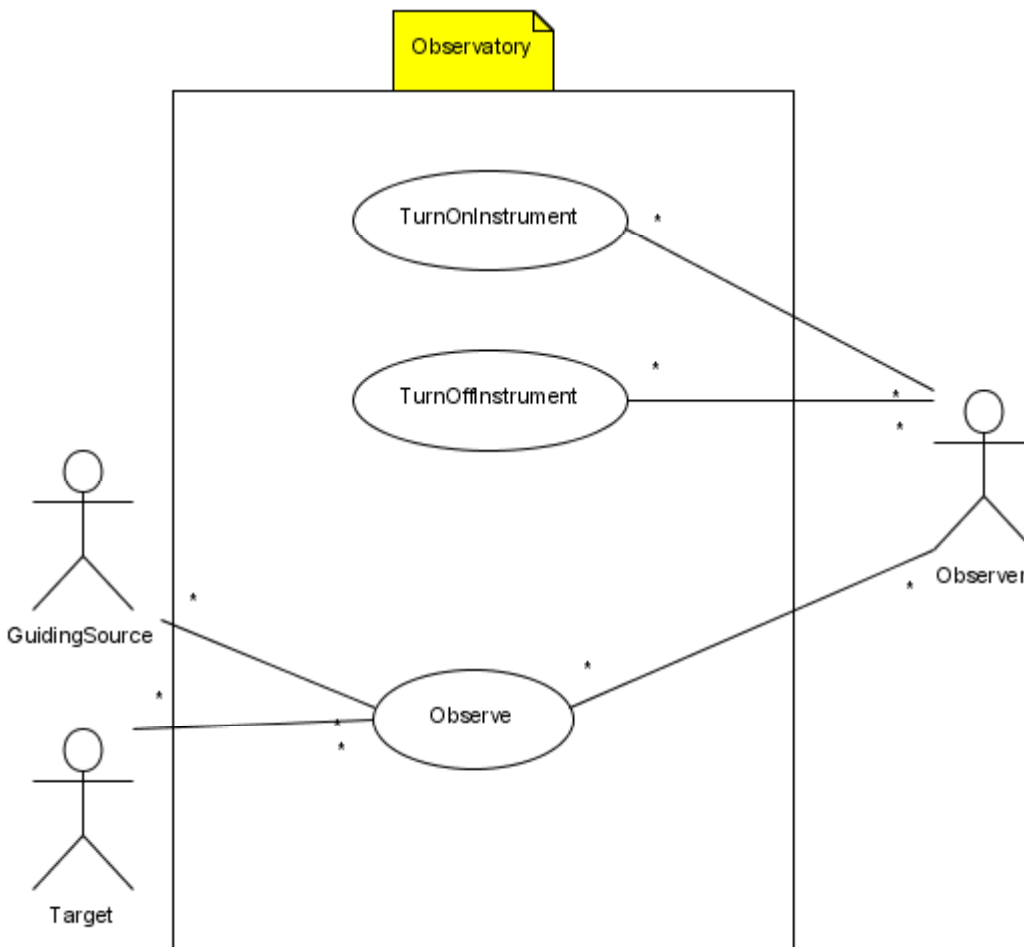 Observatory
TurnOnInstrument
*
TurnOffInstrument
*
*
*
Observer
*
GuidingSource
*
*
*
Observe
*
*
Target